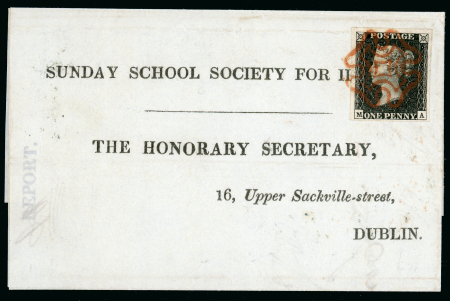 POSTAGE
SUNDAY SCHOOL SOCIETY FOR I
M ONE PENNY A
THE HONORARY SECRETARY,
16, Upper Sackville-street,
DUBLIN.
REPORT.